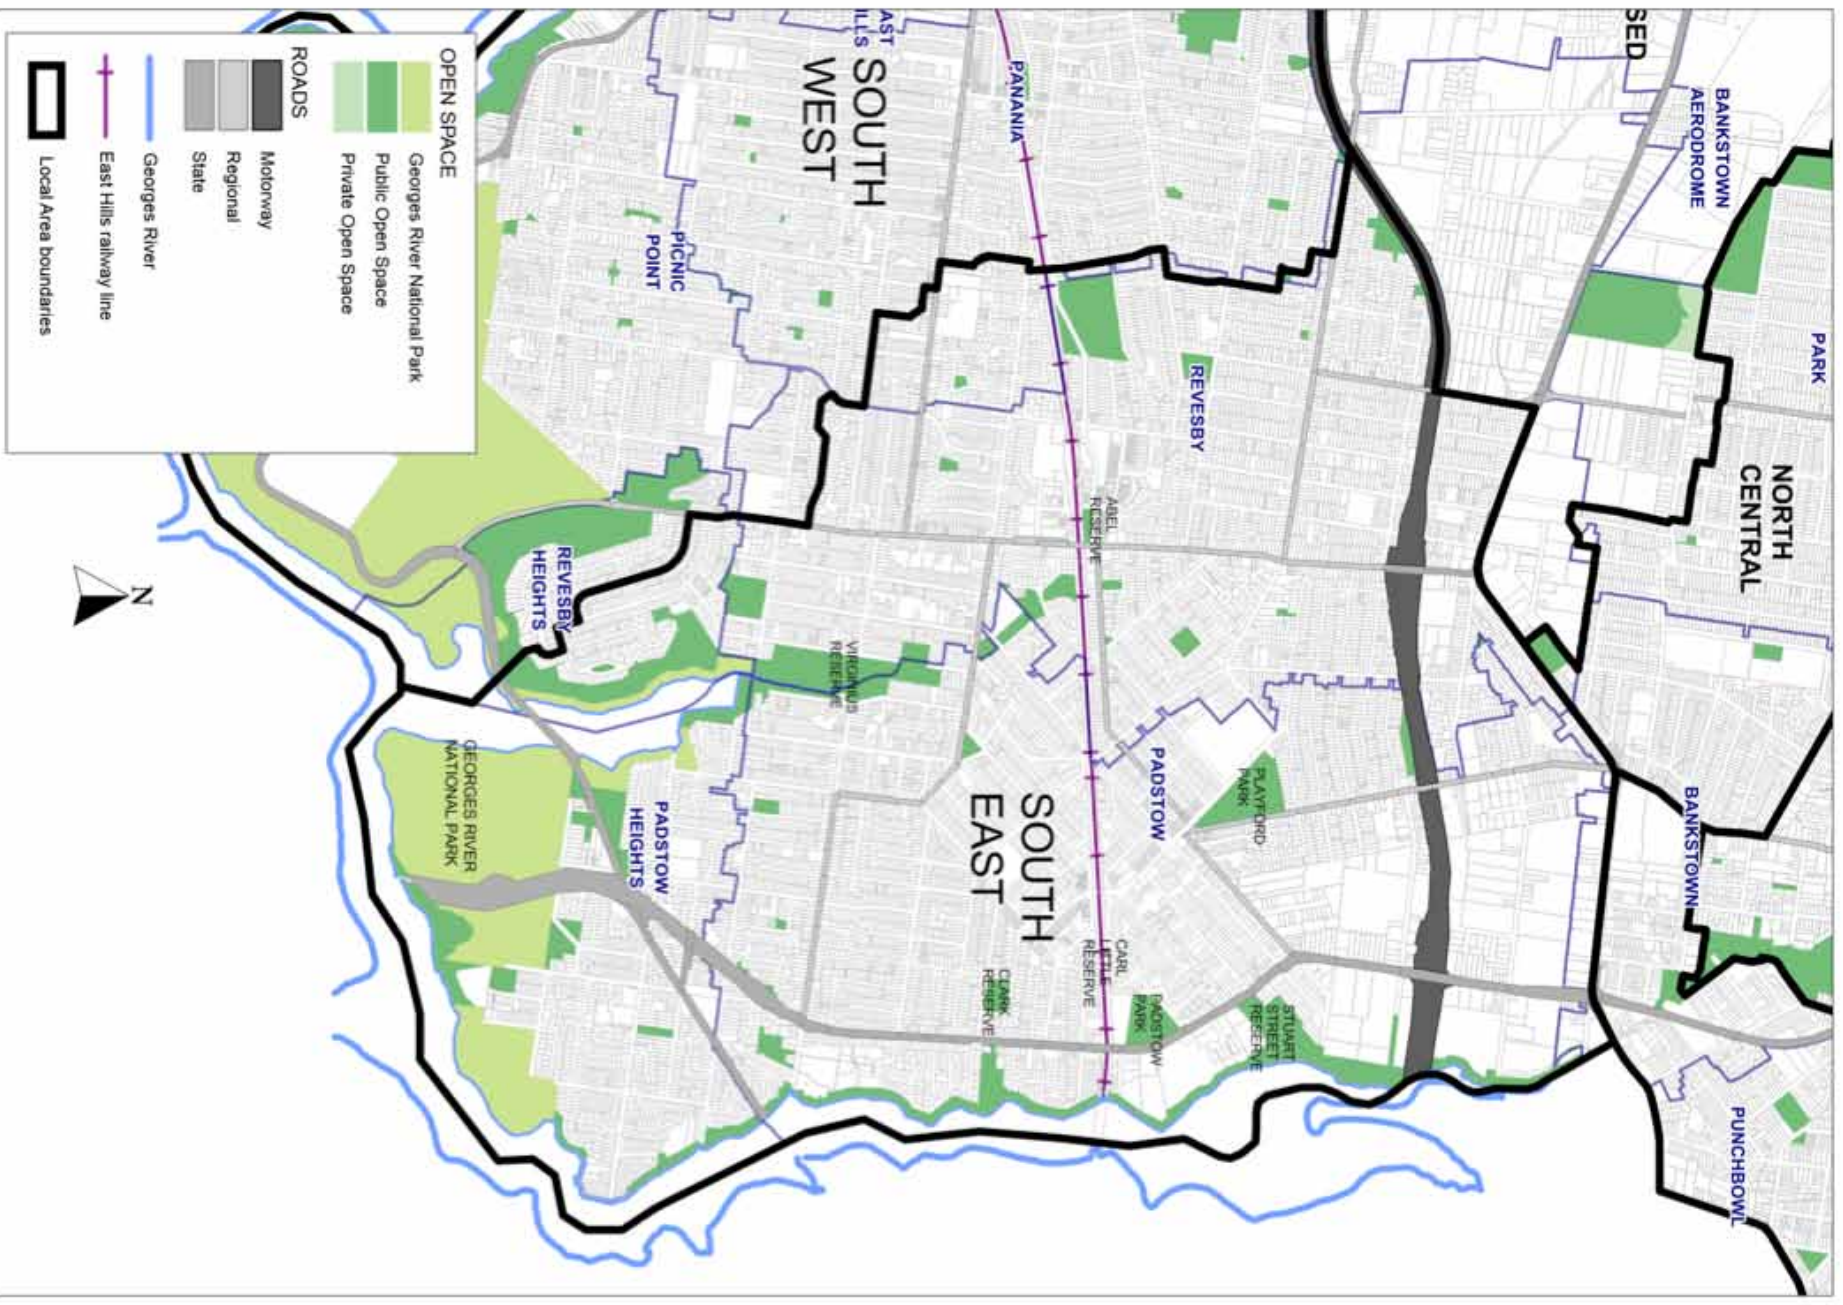 SED
BANKSTOWN
AERODROME
PARK
NORTH
CENTRAL
BANKSTOWN
PUNCHBOWL
PANANIA
REVESBY
AST
ILLS
SOUTH
WEST
PICNIC
POINT
ABEL
RESERVE
PADSTOW
PLAYFORD
PARK
STUART
STREET
RESERVE
PADSTOW
PARK
CARL
LITTLE
RESERVE
CLARK
RESERVE
SOUTH
EAST
VIRGINIUS
RESERVE
REVESBY
HEIGHTS
PADSTOW
HEIGHTS
GEORGES RIVER
NATIONAL PARK
OPEN SPACE
Georges River National Park
Public Open Space
Private Open Space
ROADS
Motorway
Regional
State
Georges River
East Hills railway line
Local Area boundaries
N